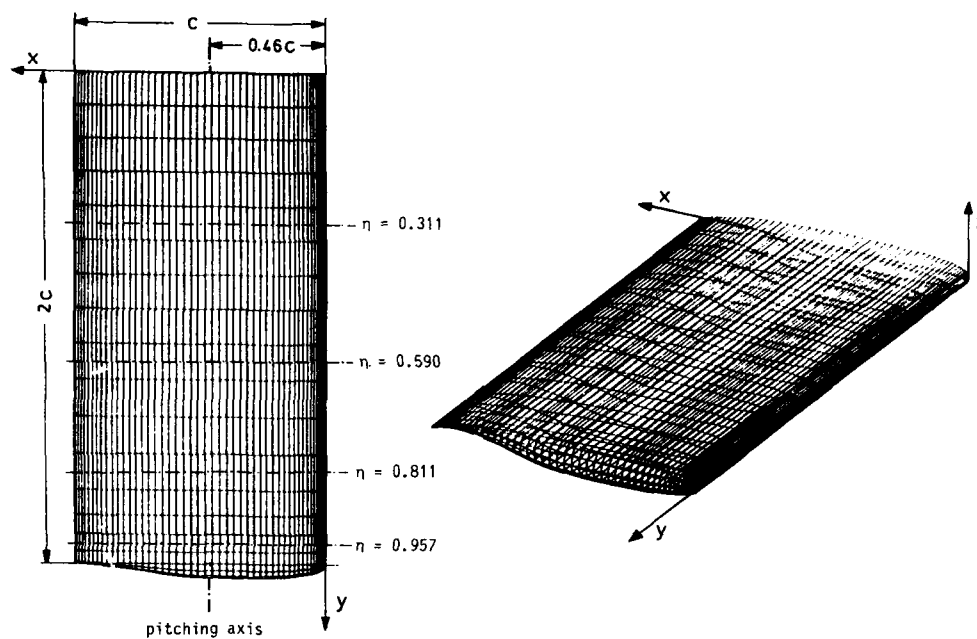 C
0.46C
x
2C
η = 0.311
η = 0.590
η = 0.811
η = 0.957
y
pitching axis
x
y